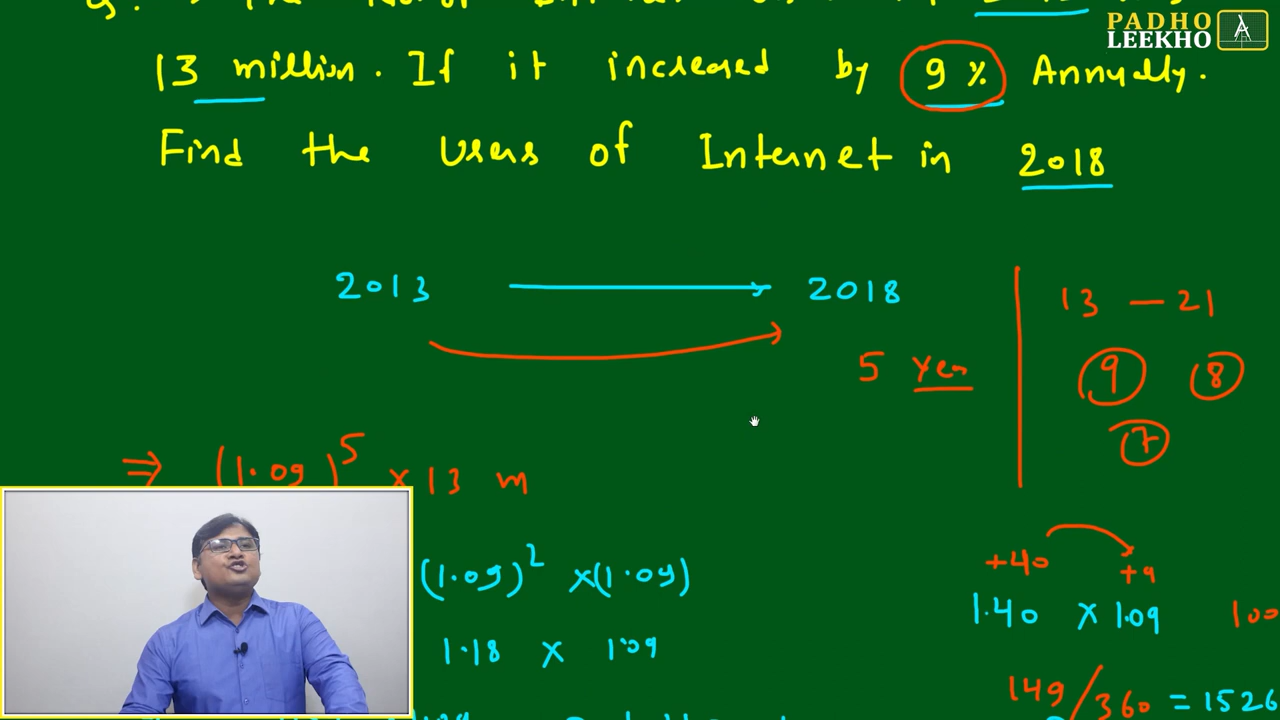 PADHO
LEEKHO
13 million. If it increased by 9 % Annually.
Find the users of Internet in 2018
2013 → 2018
5 Year
13 — 21
9 8
7
⇒ (1.09)^5 × 13 m
(1.09)^2 × (1.09)
1.18 × 1.09
+40 +9
1.40 × 1.09 100
149/360 = 1526